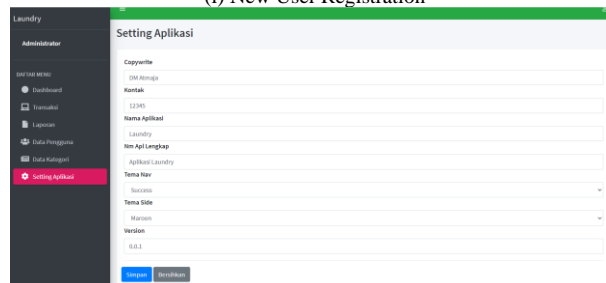 (i) New User Registration
Laundry
Administrator
DAFTAR MENU
Dashboard
Transaksi
Laporan
Data Pengguna
Data Kategori
Setting Aplikasi
Setting Aplikasi
Copywrite
DM Atmaja
Kontak
12345
Nama Aplikasi
Laundry
Nm Apl Lengkap
Aplikasi Laundry
Tema Nav
Success
Tema Side
Maroon
Version
0.0.1
Simpan
Bersihkan